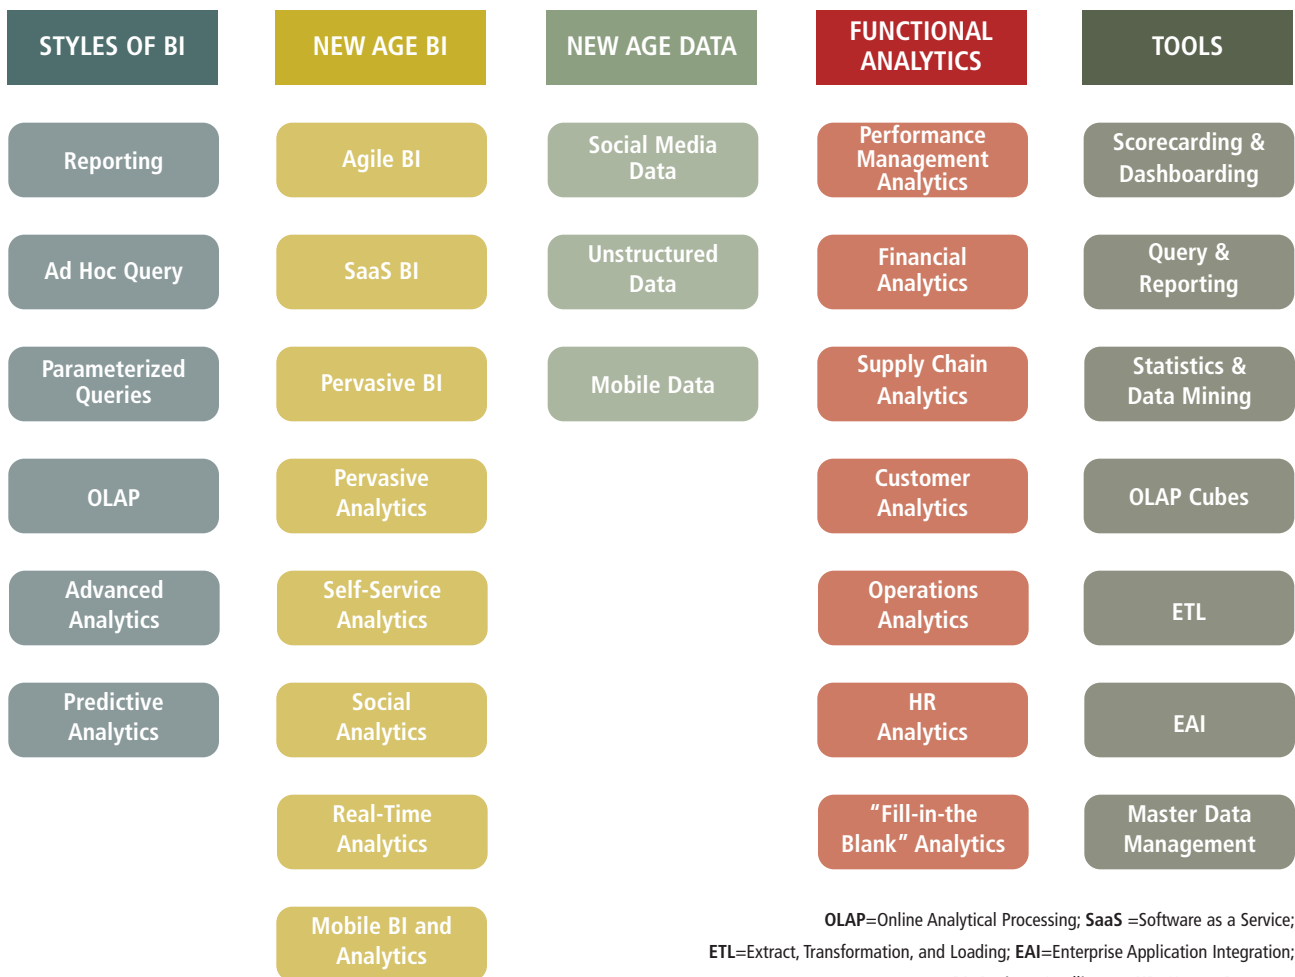 STYLES OF BI
Reporting
Ad Hoc Query
Parameterized
Queries
OLAP
Advanced
Analytics
Predictive
Analytics
NEW AGE BI
Agile BI
SaaS BI
Pervasive BI
Pervasive
Analytics
Self-Service
Analytics
Social
Analytics
Real-Time
Analytics
Mobile BI and
Analytics
NEW AGE DATA
Social Media
Data
Unstructured
Data
Mobile Data
FUNCTIONAL
ANALYTICS
Performance
Management
Analytics
Financial
Analytics
Supply Chain
Analytics
Customer
Analytics
Operations
Analytics
HR
Analytics
“Fill-in-the
Blank” Analytics
TOOLS
Scorecarding &
Dashboarding
Query &
Reporting
Statistics &
Data Mining
OLAP Cubes
ETL
EAI
Master Data
Management
OLAP=Online Analytical Processing; SaaS =Software as a Service;
ETL=Extract, Transformation, and Loading; EAI=Enterprise Application Integration;